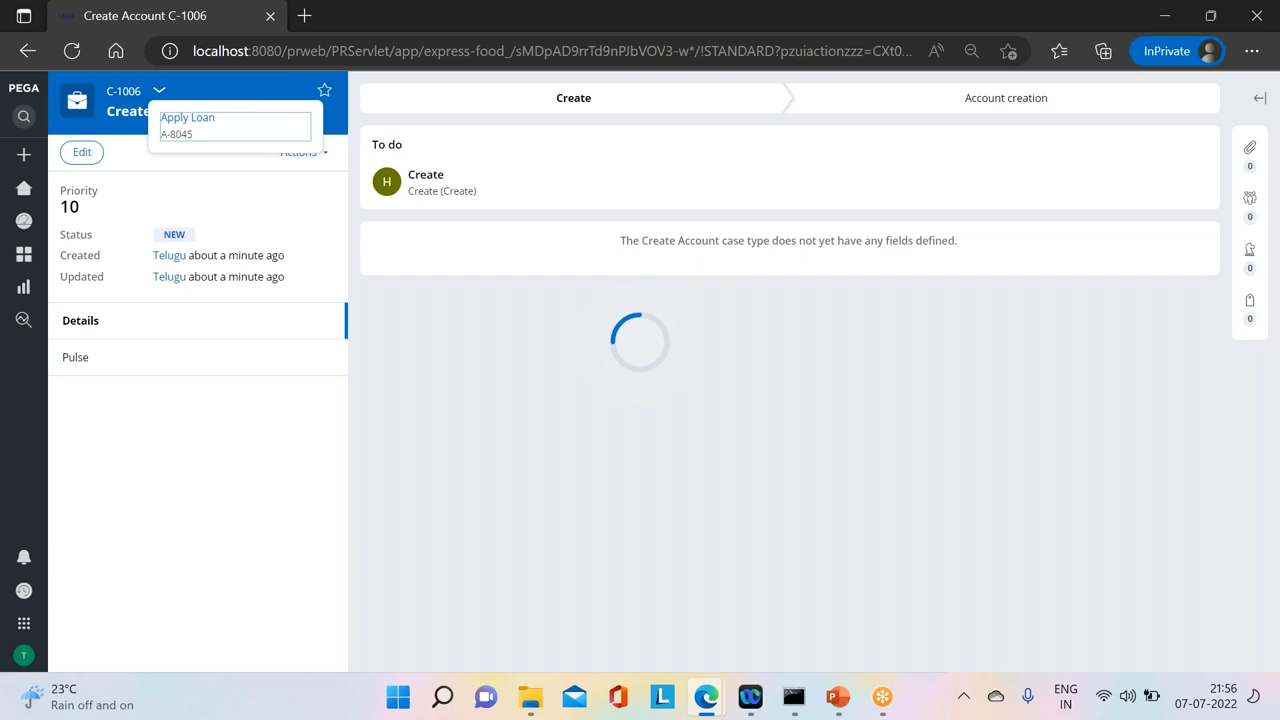 Create Account C-1006
localhost:8080/prweb/PRServlet/app/express-food_/sMDpAD9rrTd9nPJbVOV3-w*/!STANDARD?pzuiactionzzz=CXt0...
InPrivate
PEGA
C-1006
Create
Apply Loan
A-8045
Edit
Actions
Priority
10
Status NEW
Created Telugu about a minute ago
Updated Telugu about a minute ago
Details
Pulse
T
Create
Account creation
To do
H
Create
Create (Create)
The Create Account case type does not yet have any fields defined.
0
0
0
0
23°C
Rain off and on
ENG
IN
21:56
07-07-2022